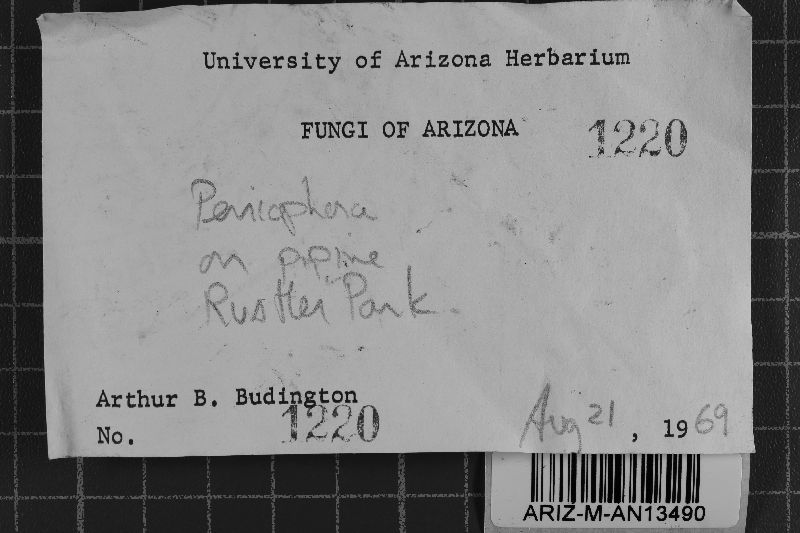 University of Arizona Herbarium
FUNGI OF ARIZONA
1220
Peniophora
on p.pine
Rustler Park.
Arthur B. Budington
No. 1220
Aug 21, 1969
ARIZ-M-AN13490